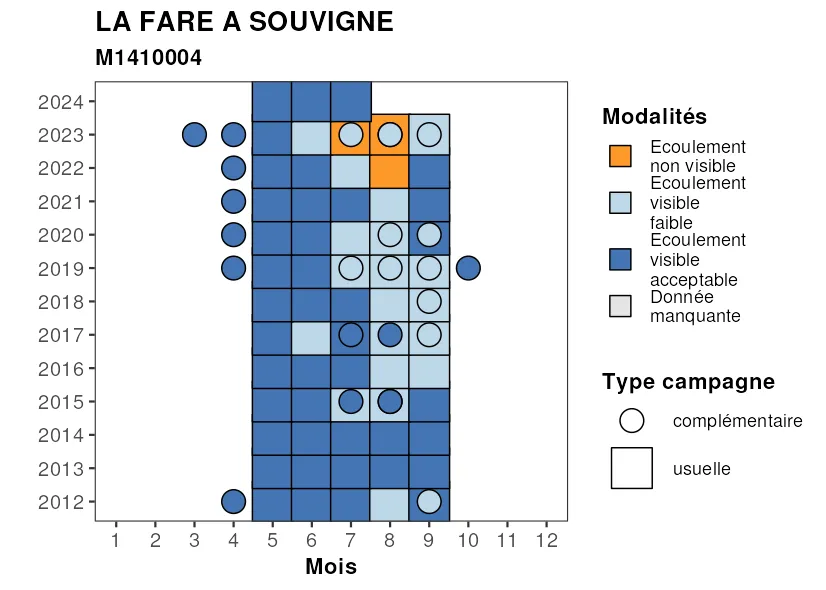 LA FARE A SOUVIGNE
M1410004
2024
2023
2022
2021
2020
2019
2018
2017
2016
2015
2014
2013
2012
1 2 3 4 5 6 7 8 9 10 11 12
Mois
Modalités
Ecoulement
non visible
Ecoulement
visible
faible
Ecoulement
visible
acceptable
Donnée
manquante
Type campagne
complémentaire
usuelle